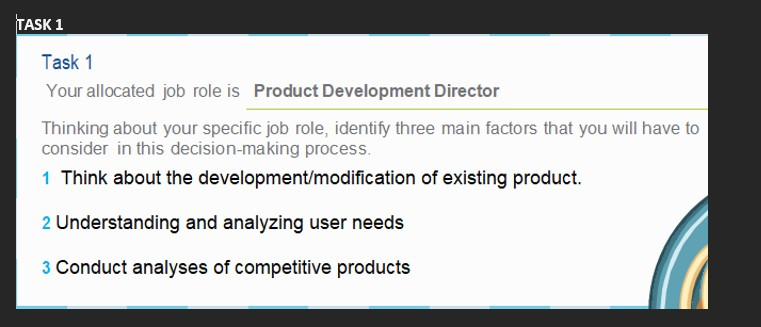 TASK 1
Task 1
Your allocated job role is Product Development Director
Thinking about your specific job role, identify three main factors that you will have to
consider in this decision-making process.
1 Think about the development/modification of existing product.
2 Understanding and analyzing user needs
3 Conduct analyses of competitive products